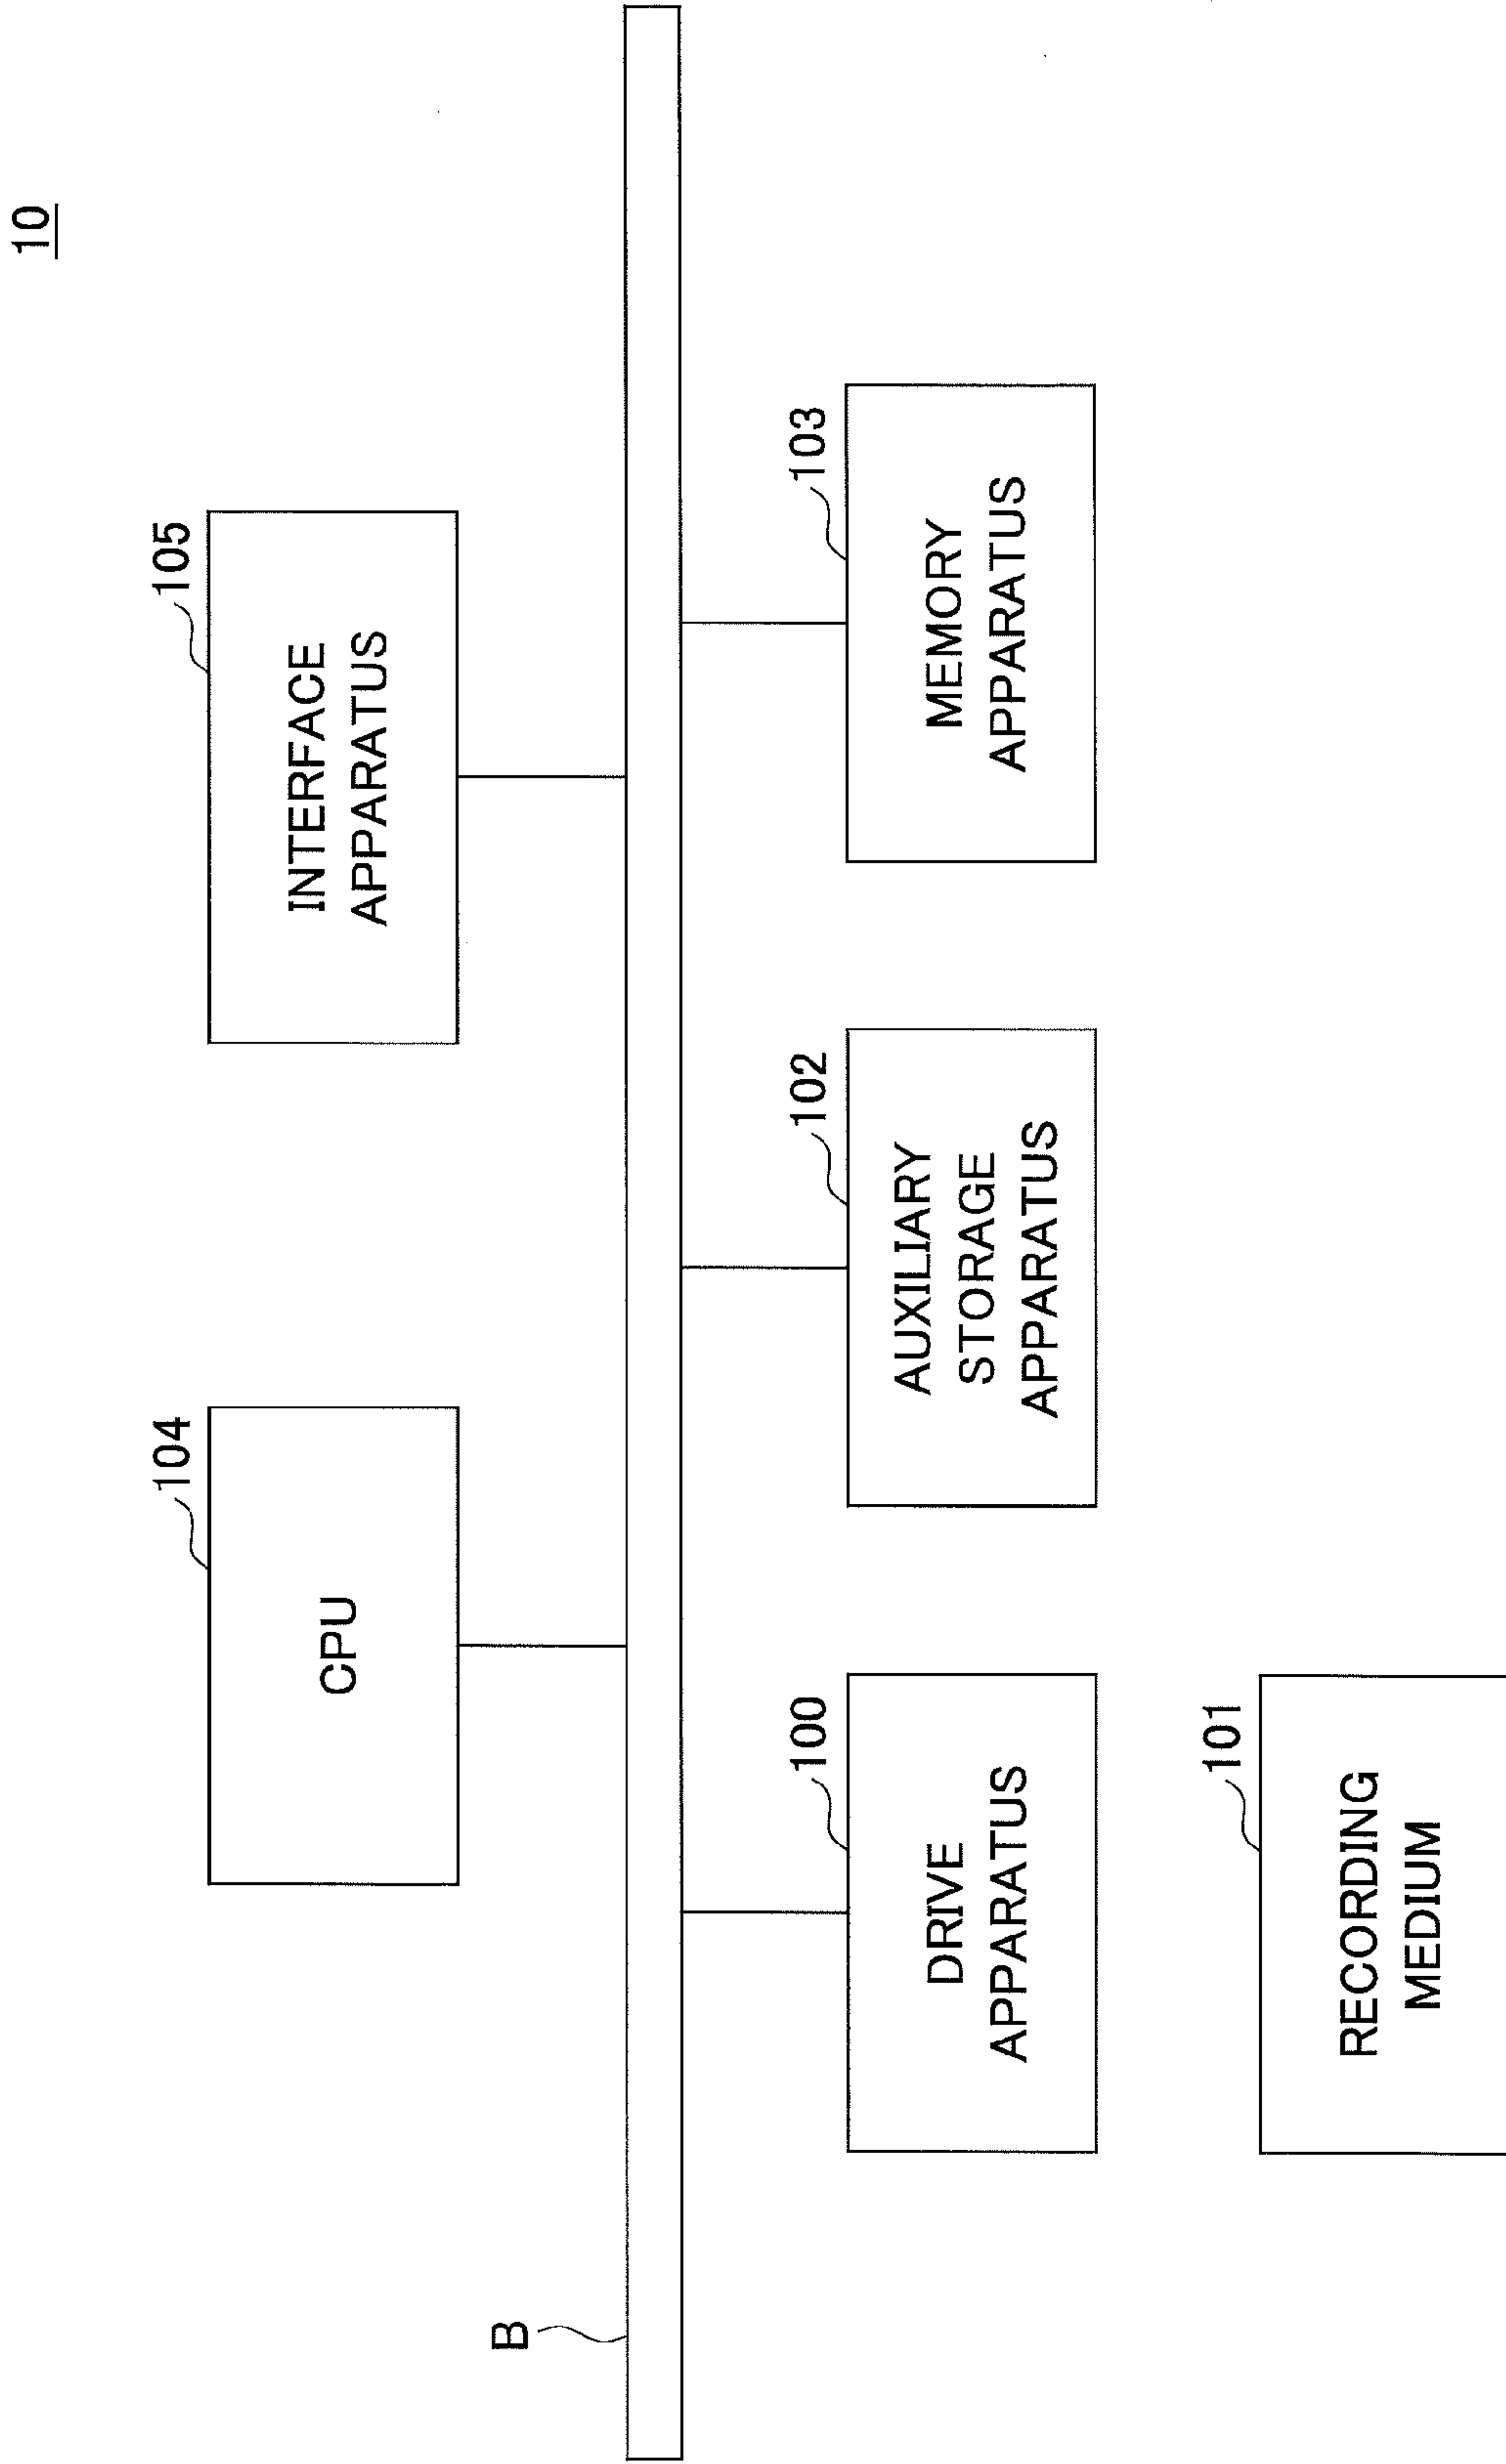 10
104
CPU
105
INTERFACE
APPARATUS
B
100
DRIVE
APPARATUS
102
AUXILIARY
STORAGE
APPARATUS
103
MEMORY
APPARATUS
101
RECORDING
MEDIUM